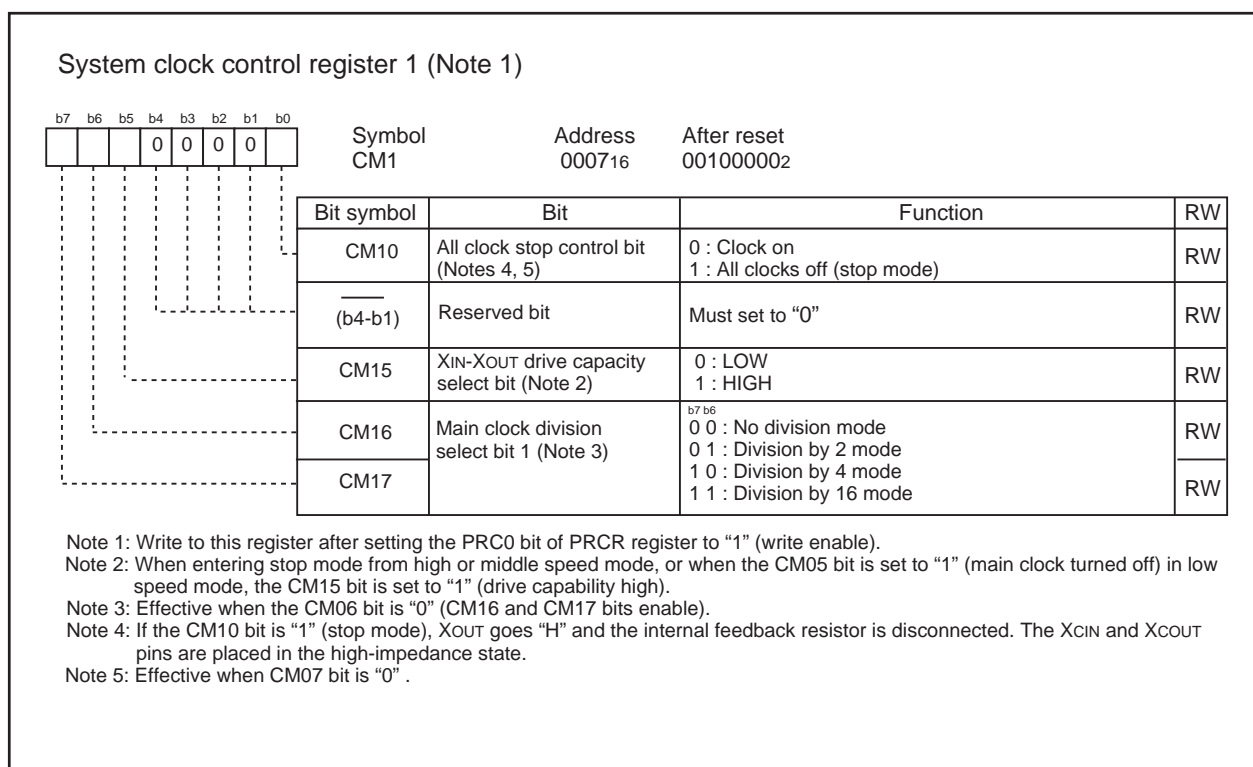 System clock control register 1 (Note 1)
b7 b6 b5 b4 b3 b2 b1 b0
0 0 0 0
Symbol Address After reset
CM1 000716 001000002
Bit symbol Bit Function RW
CM10 All clock stop control bit (Notes 4, 5) 0 : Clock on
1 : All clocks off (stop mode) RW
(b4-b1) Reserved bit Must set to “0” RW
CM15 XIN-XOUT drive capacity select bit (Note 2) 0 : LOW
1 : HIGH RW
CM16 Main clock division select bit 1 (Note 3) b7 b6
0 0 : No division mode RW
0 1 : Division by 2 mode
CM17 1 0 : Division by 4 mode
1 1 : Division by 16 mode RW
Note 1: Write to this register after setting the PRC0 bit of PRCR register to “1” (write enable).
Note 2: When entering stop mode from high or middle speed mode, or when the CM05 bit is set to “1” (main clock turned off) in low
speed mode, the CM15 bit is set to “1” (drive capability high).
Note 3: Effective when the CM06 bit is “0” (CM16 and CM17 bits enable).
Note 4: If the CM10 bit is “1” (stop mode), XOUT goes “H” and the internal feedback resistor is disconnected. The XCIN and XCOUT
pins are placed in the high-impedance state.
Note 5: Effective when CM07 bit is “0” .